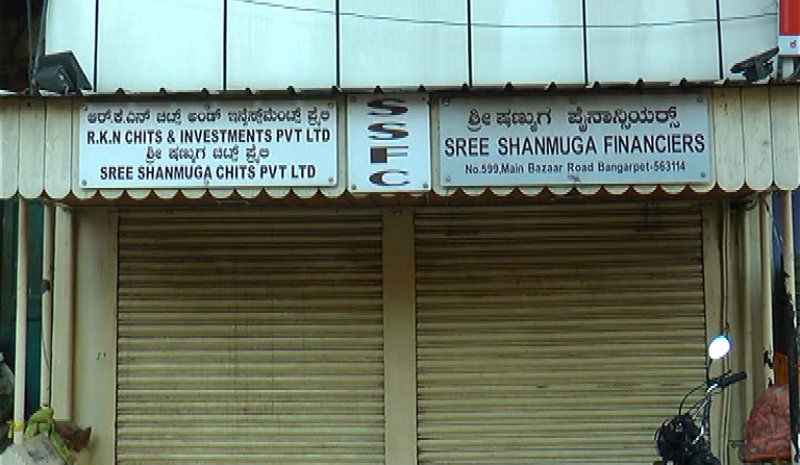 ಆರ್.ಕೆ.ಎನ್ ಚಿಟ್ಸ್ ಅಂಡ್ ಇನ್ವೆಸ್ಟ್‌ಮೆಂಟ್ಸ್ ಪ್ರೈಲಿ
R.K.N CHITS & INVESTMENTS PVT LTD
ಶ್ರೀ ಷಣ್ಮುಗ ಚಿಟ್ಸ್ ಪ್ರೈಲಿ
SREE SHANMUGA CHITS PVT LTD
SSFC
ಶ್ರೀ ಷಣ್ಮುಗ ಫೈನಾನ್ಸಿಯರ್ಸ್
SREE SHANMUGA FINANCIERS
No.599,Main Bazaar Road Bangarpet-563114